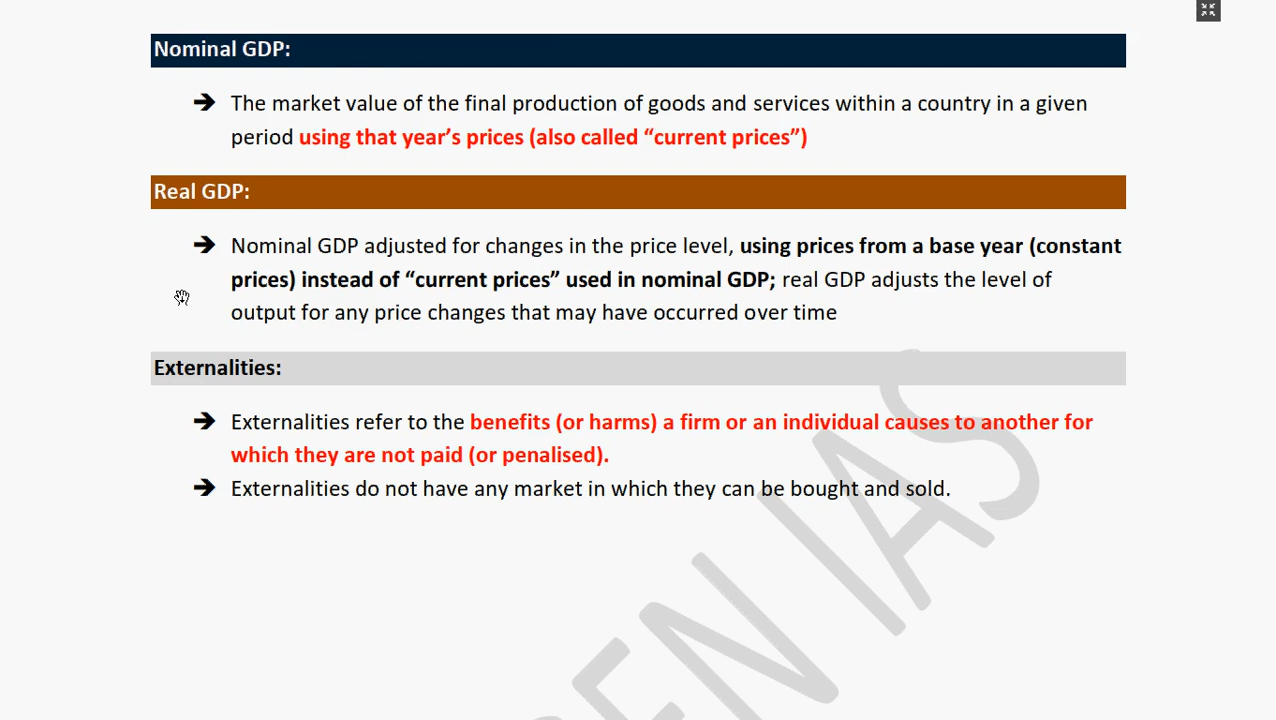 Nominal GDP:
➔ The market value of the final production of goods and services within a country in a given
period using that year’s prices (also called “current prices”)
Real GDP:
➔ Nominal GDP adjusted for changes in the price level, using prices from a base year (constant
prices) instead of “current prices” used in nominal GDP; real GDP adjusts the level of
output for any price changes that may have occurred over time
Externalities:
➔ Externalities refer to the benefits (or harms) a firm or an individual causes to another for
which they are not paid (or penalised).
➔ Externalities do not have any market in which they can be bought and sold.
IAS